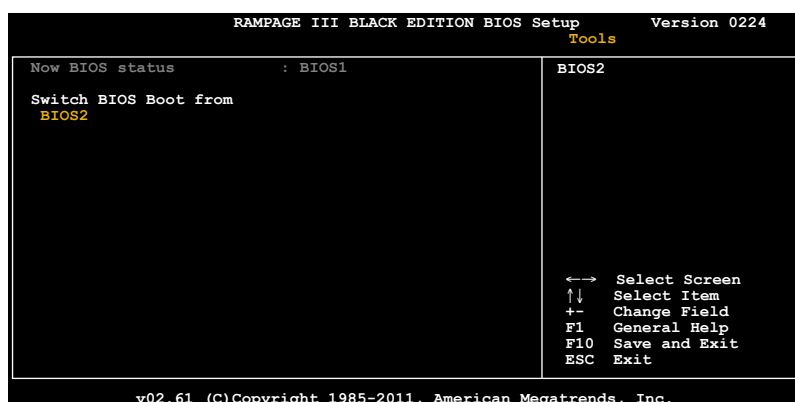 RAMPAGE III BLACK EDITION BIOS Setup Version 0224
Tools
Now BIOS status : BIOS1
Switch BIOS Boot from
BIOS2
BIOS2
←→ Select Screen
↑↓ Select Item
+- Change Field
F1 General Help
F10 Save and Exit
ESC Exit
v02.61 (C)Copyright 1985-2011, American Megatrends, Inc.